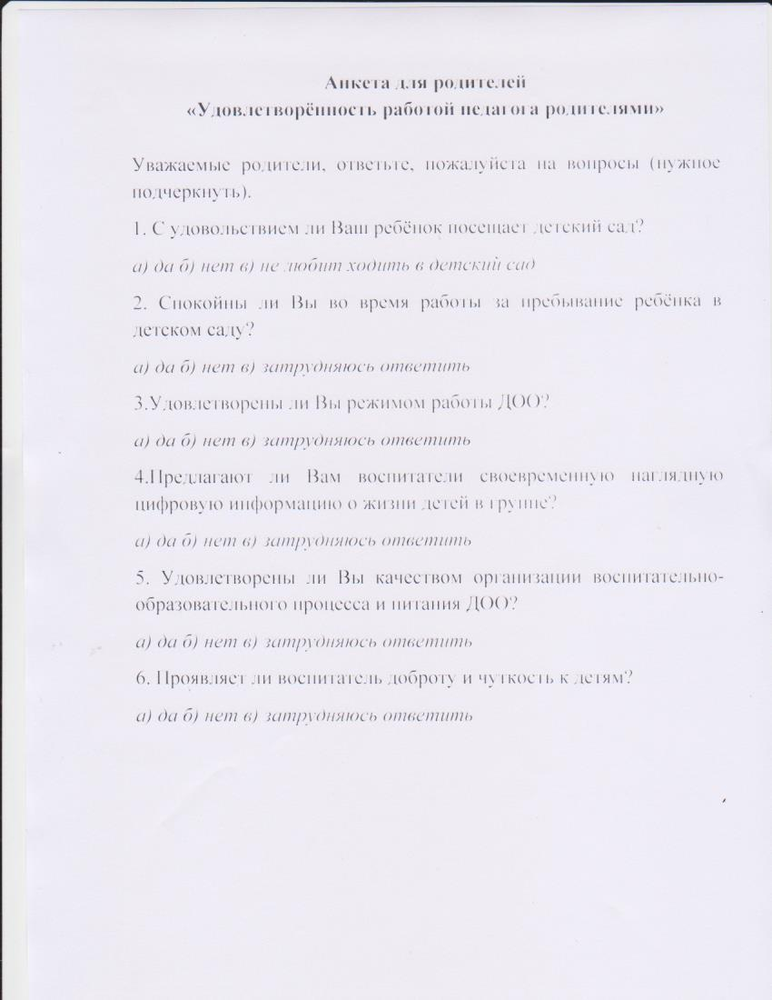 Анкета для родителей
«Удовлетворённость работой педагога родителями»
Уважаемые родители, ответьте, пожалуйста на вопросы (нужное
подчеркнуть).
1. С удовольствием ли Ваш ребёнок посещает детский сад?
а) да б) нет в) не любит ходить в детский сад
2. Спокойны ли Вы во время работы за пребывание ребёнка в
детском саду?
а) да б) нет в) затрудняюсь ответить
3.Удовлетворены ли Вы режимом работы ДОО?
а) да б) нет в) затрудняюсь ответить
4.Предлагают ли Вам воспитатели своевременную наглядную
цифровую информацию о жизни детей в группе?
а) да б) нет в) затрудняюсь ответить
5. Удовлетворены ли Вы качеством организации воспитательно-
образовательного процесса и питания ДОО?
а) да б) нет в) затрудняюсь ответить
6. Проявляет ли воспитатель доброту и чуткость к детям?
а) да б) нет в) затрудняюсь ответить